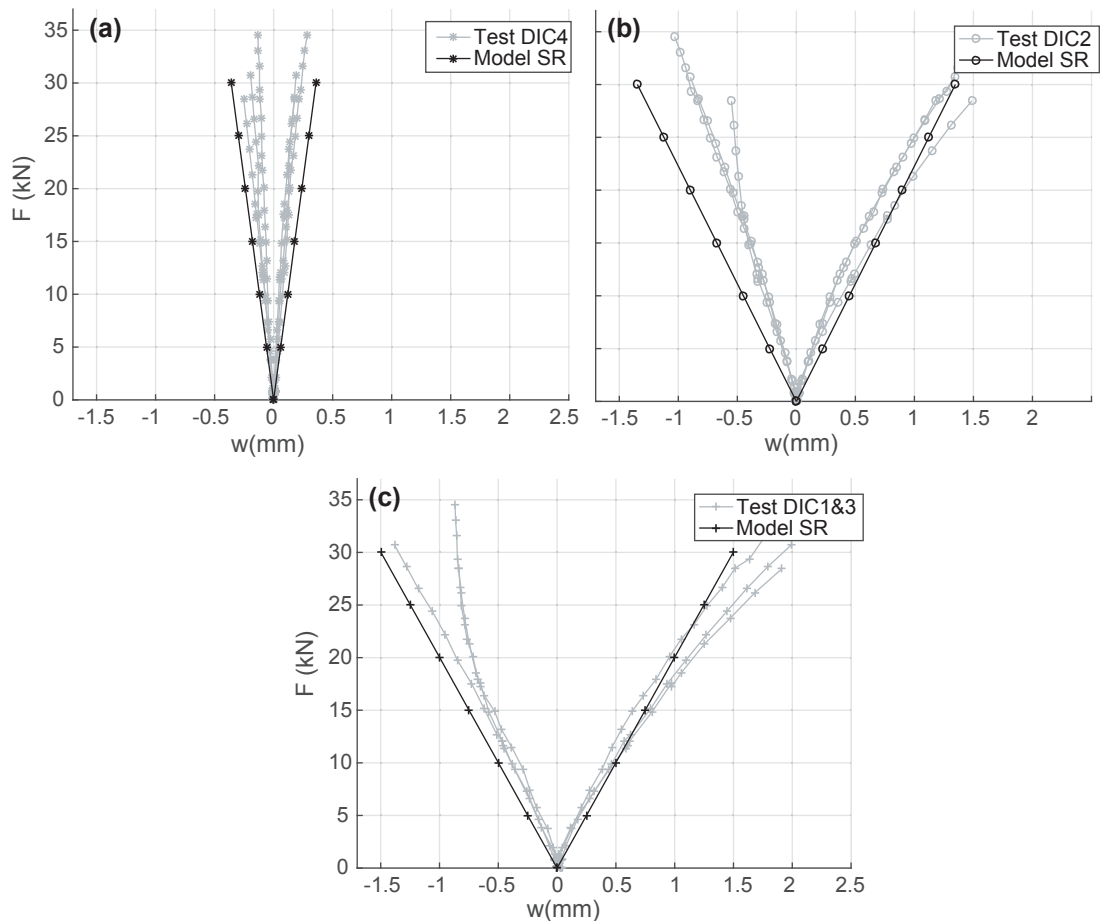 (a)
Test DIC4
Model SR
35
30
25
20
15
10
5
0
F (kN)
-1.5 -1 -0.5 0 0.5 1 1.5 2 2.5
w(mm)
(b)
Test DIC2
Model SR
-1.5 -1 -0.5 0 0.5 1 1.5 2
w(mm)
(c)
Test DIC1&3
Model SR
35
30
25
20
15
10
5
0
F (kN)
-1.5 -1 -0.5 0 0.5 1 1.5 2 2.5
w(mm)